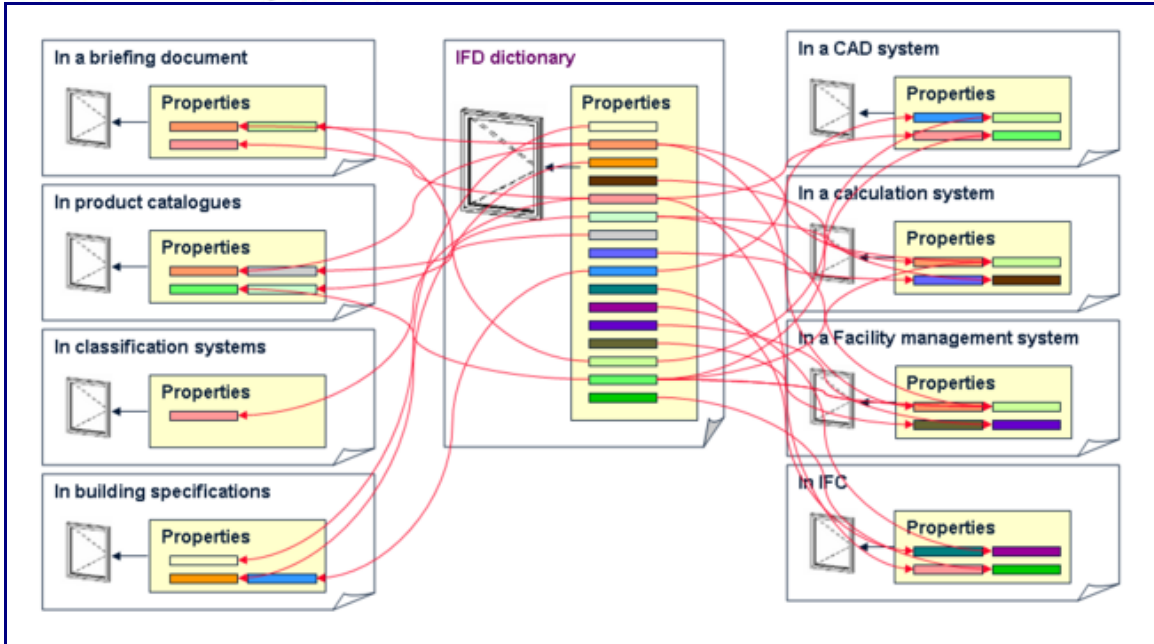 In a briefing document
Properties
In product catalogues
Properties
In classification systems
Properties
In building specifications
Properties
IFD dictionary
Properties
In a CAD system
Properties
In a calculation system
Properties
In a Facility management system
Properties
In IFC
Properties